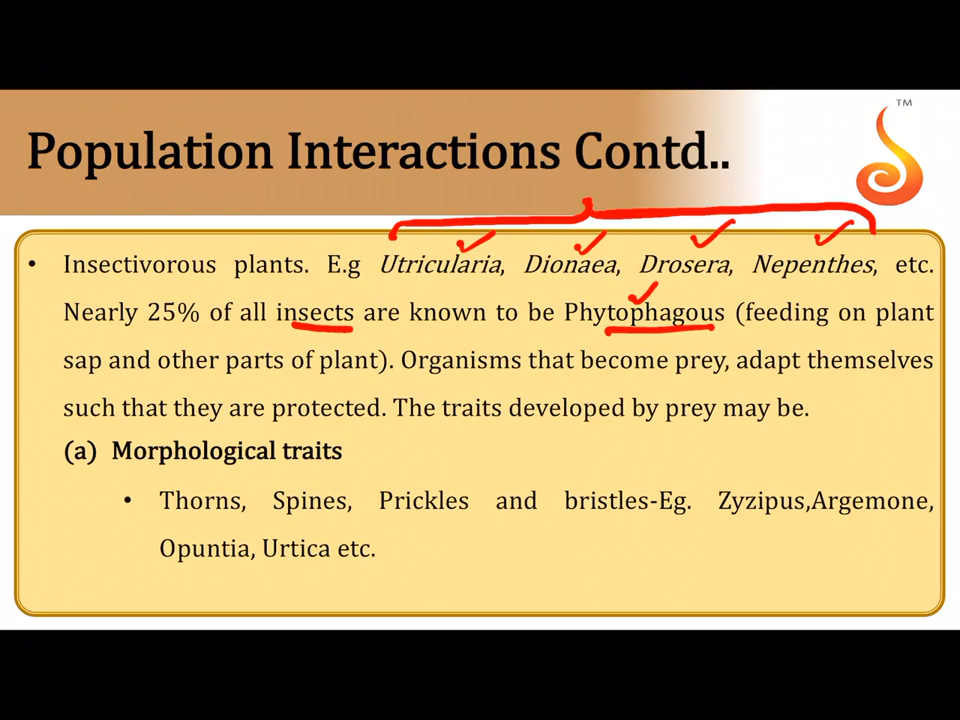 TM
Population Interactions Contd..
• Insectivorous plants. E.g Utricularia, Dionaea, Drosera, Nepenthes, etc.
Nearly 25% of all insects are known to be Phytophagous (feeding on plant
sap and other parts of plant). Organisms that become prey, adapt themselves
such that they are protected. The traits developed by prey may be.
(a) Morphological traits
• Thorns, Spines, Prickles and bristles-Eg. Zyzipus,Argemone,
Opuntia, Urtica etc.